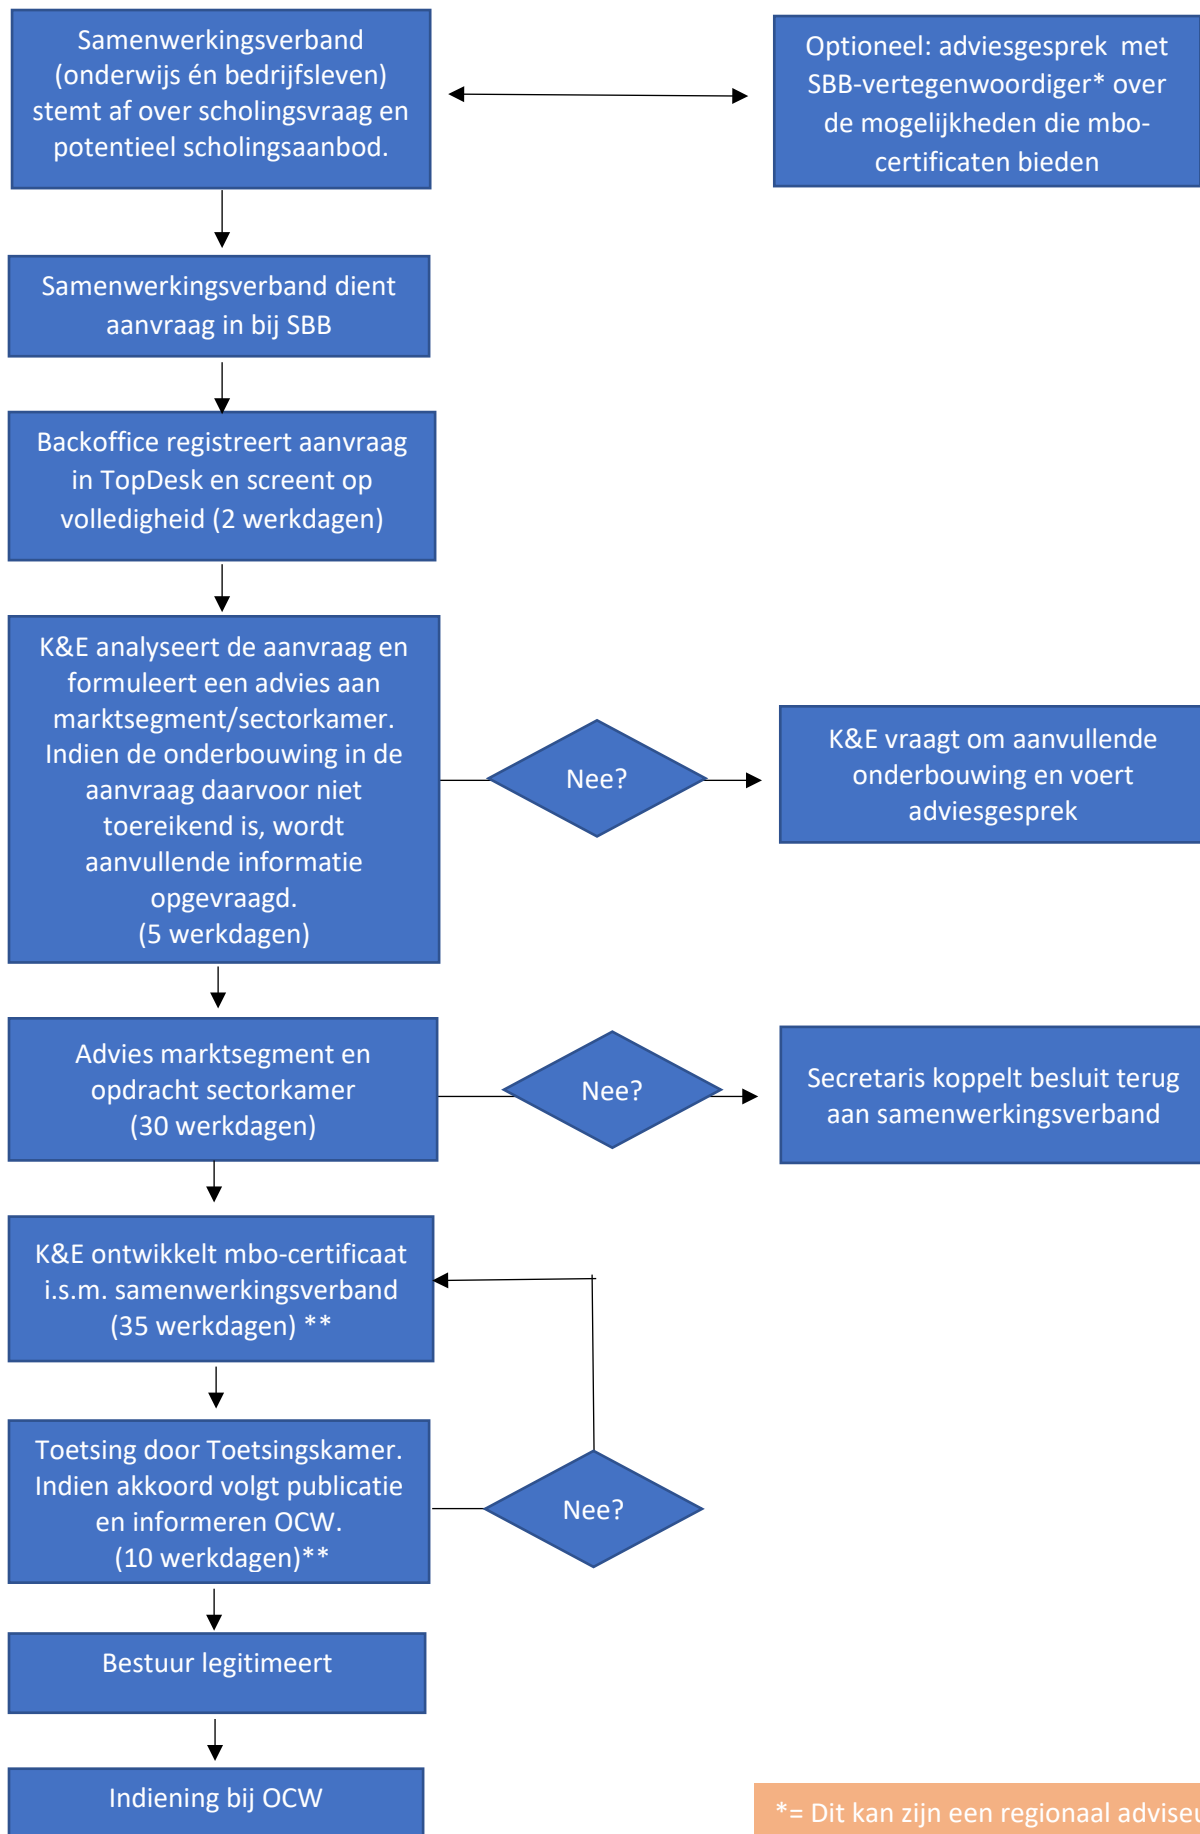 Samenwerkingsverband
(onderwijs én bedrijfsleven)
stemt af over scholingsvraag en
potentieel scholingsaanbod.
Optioneel: adviesgesprek met
SBB-vertegenwoordiger* over
de mogelijkheden die mbo-
certificaten bieden
Samenwerkingsverband dient
aanvraag in bij SBB
Backoffice registreert aanvraag
in TopDesk en screent op
volledigheid (2 werkdagen)
K&E analyseert de aanvraag en
formuleert een advies aan
marktsegment/sectorkamer.
Indien de onderbouwing in de
aanvraag daarvoor niet
toereikend is, wordt
aanvullende informatie
opgevraagd.
(5 werkdagen)
Nee?
K&E vraagt om aanvullende
onderbouwing en voert
adviesgesprek
Advies marktsegment en
opdracht sectorkamer
(30 werkdagen)
Nee?
Secretaris koppelt besluit terug
aan samenwerkingsverband
K&E ontwikkelt mbo-certificaat
i.s.m. samenwerkingsverband
(35 werkdagen) **
Toetsing door Toetsingskamer.
Indien akkoord volgt publicatie
en informeren OCW.
(10 werkdagen)**
Nee?
Bestuur legitimeert
Indiening bij OCW
*= Dit kan zijn een regionaal